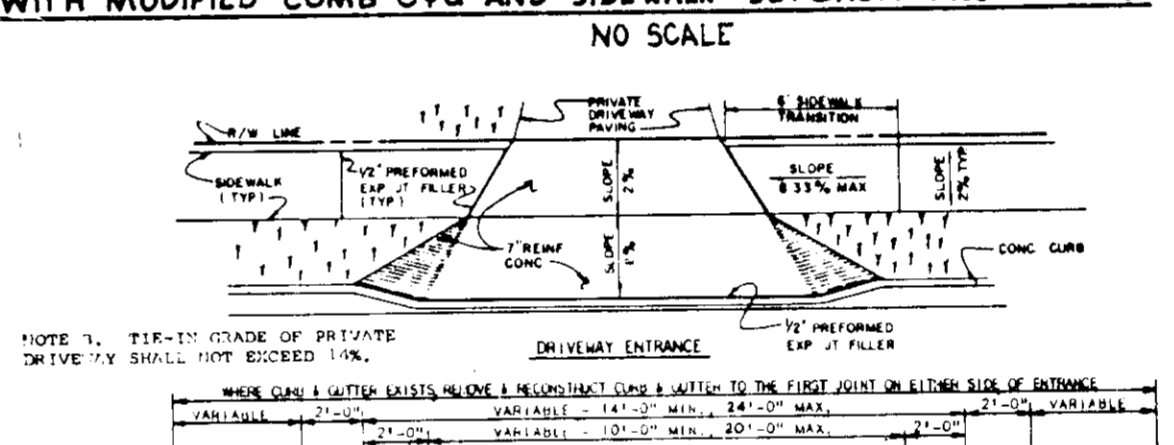 WITH MODIFIED COMB C&G AND SIDEWALK
NO SCALE
PRIVATE
DRIVEWAY
PAVING
6' SIDEWALK
TRANSITION
R/W LINE
SIDEWALK
(TYP)
1/2" PREFORMED
EXP JT FILLER
(TYP)
SLOPE
2%
SLOPE
8.33% MAX
SLOPE
2% TYP
7" REINF
CONC
SLOPE
1%
CONC CURB
1/2" PREFORMED
EXP JT FILLER
NOTE 3. TIE-IN GRADE OF PRIVATE
DRIVEWAY SHALL NOT EXCEED 14%.
DRIVEWAY ENTRANCE
WHERE CURB & GUTTER EXISTS, REMOVE & RECONSTRUCT CURB & GUTTER TO THE FIRST JOINT ON EITHER SIDE OF ENTRANCE
VARIABLE 2'-0" VARIABLE - 14'-0" MIN., 24'-0" MAX. 2'-0" VARIABLE
2'-0" VARIABLE - 10'-0" MIN., 20'-0" MAX. 2'-0"